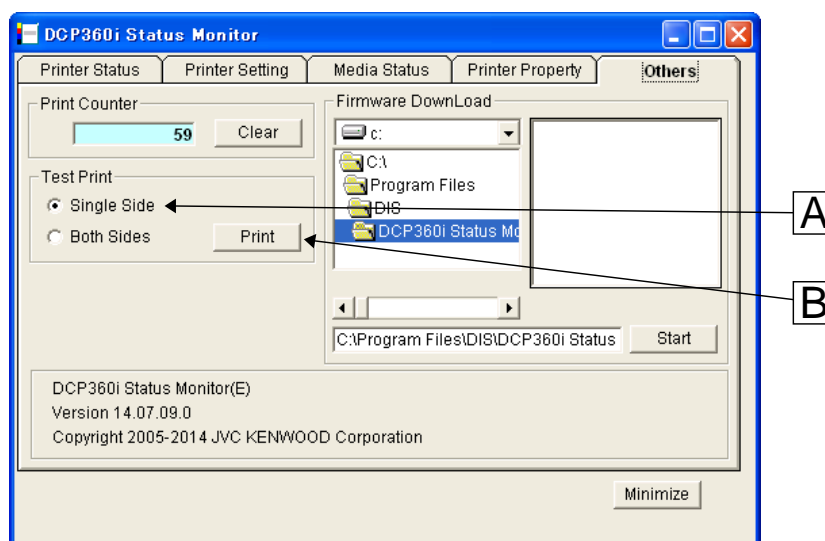 DCP360i Status Monitor
Printer Status Printer Setting Media Status Printer Property Others
Print Counter
59 Clear
Test Print
Single Side
Both Sides Print
Firmware DownLoad
c:
C:\
Program Files
DIS
DCP360i Status Mo
C:\Program Files\DIS\DCP360i Status Start
A
B
DCP360i Status Monitor(E)
Version 14.07.09.0
Copyright 2005-2014 JVC KENWOOD Corporation
Minimize